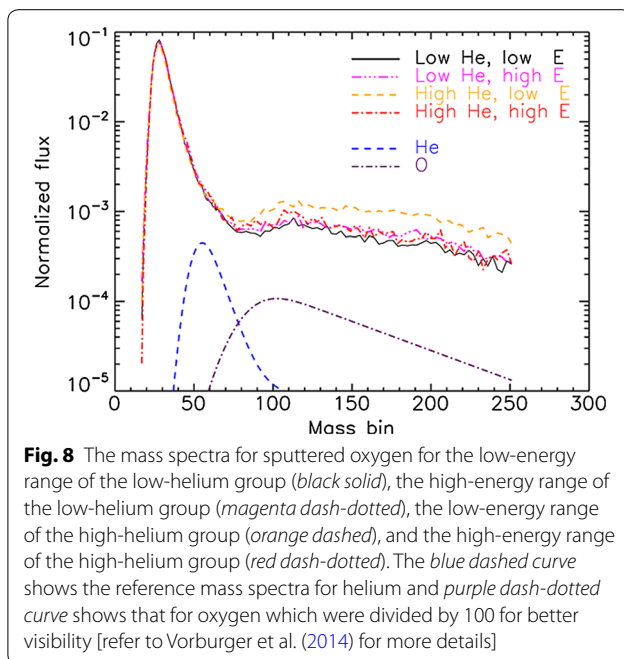 10⁻¹
10⁻²
10⁻³
10⁻⁴
10⁻⁵
Normalized flux
Low He, low E
Low He, high E
High He, low E
High He, high E
He
O
0 50 100 150 200 250 300
Mass bin
Fig. 8 The mass spectra for sputtered oxygen for the low-energy
range of the low-helium group (black solid), the high-energy range of
the low-helium group (magenta dash-dotted), the low-energy range
of the high-helium group (orange dashed), and the high-energy range
of the high-helium group (red dash-dotted). The blue dashed curve
shows the reference mass spectra for helium and purple dash-dotted
curve shows that for oxygen which were divided by 100 for better
visibility [refer to Vorburger et al. (2014) for more details]